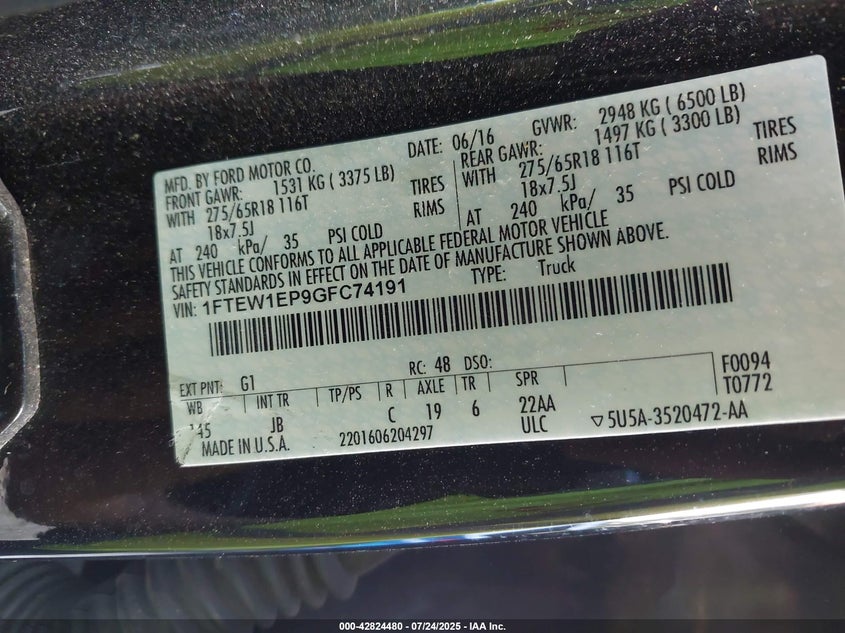 MFD. BY FORD MOTOR CO. DATE: 06/16 GVWR: 2948 KG ( 6500 LB)
FRONT GAWR: 1531 KG ( 3375 LB) REAR GAWR: 1497 KG ( 3300 LB)
WITH 275/65R18 116T TIRES WITH 275/65R18 116T TIRES
18x7.5J RIMS 18x7.5J RIMS
AT 240 kPa/ 35 PSI COLD AT 240 kPa/ 35 PSI COLD
THIS VEHICLE CONFORMS TO ALL APPLICABLE FEDERAL MOTOR VEHICLE
SAFETY STANDARDS IN EFFECT ON THE DATE OF MANUFACTURE SHOWN ABOVE.
VIN: 1FTEW1EP9GFC74191 TYPE: Truck
EXT PNT: G1 RC: 48 DSO: F0094
WB INT TR TP/PS R AXLE TR SPR T0772
145 JB C 19 6 22AA
ULC ▽5U5A-3520472-AA
MADE IN U.S.A. 2201606204297
000-42824480 - 07/24/2025 - IAA Inc.